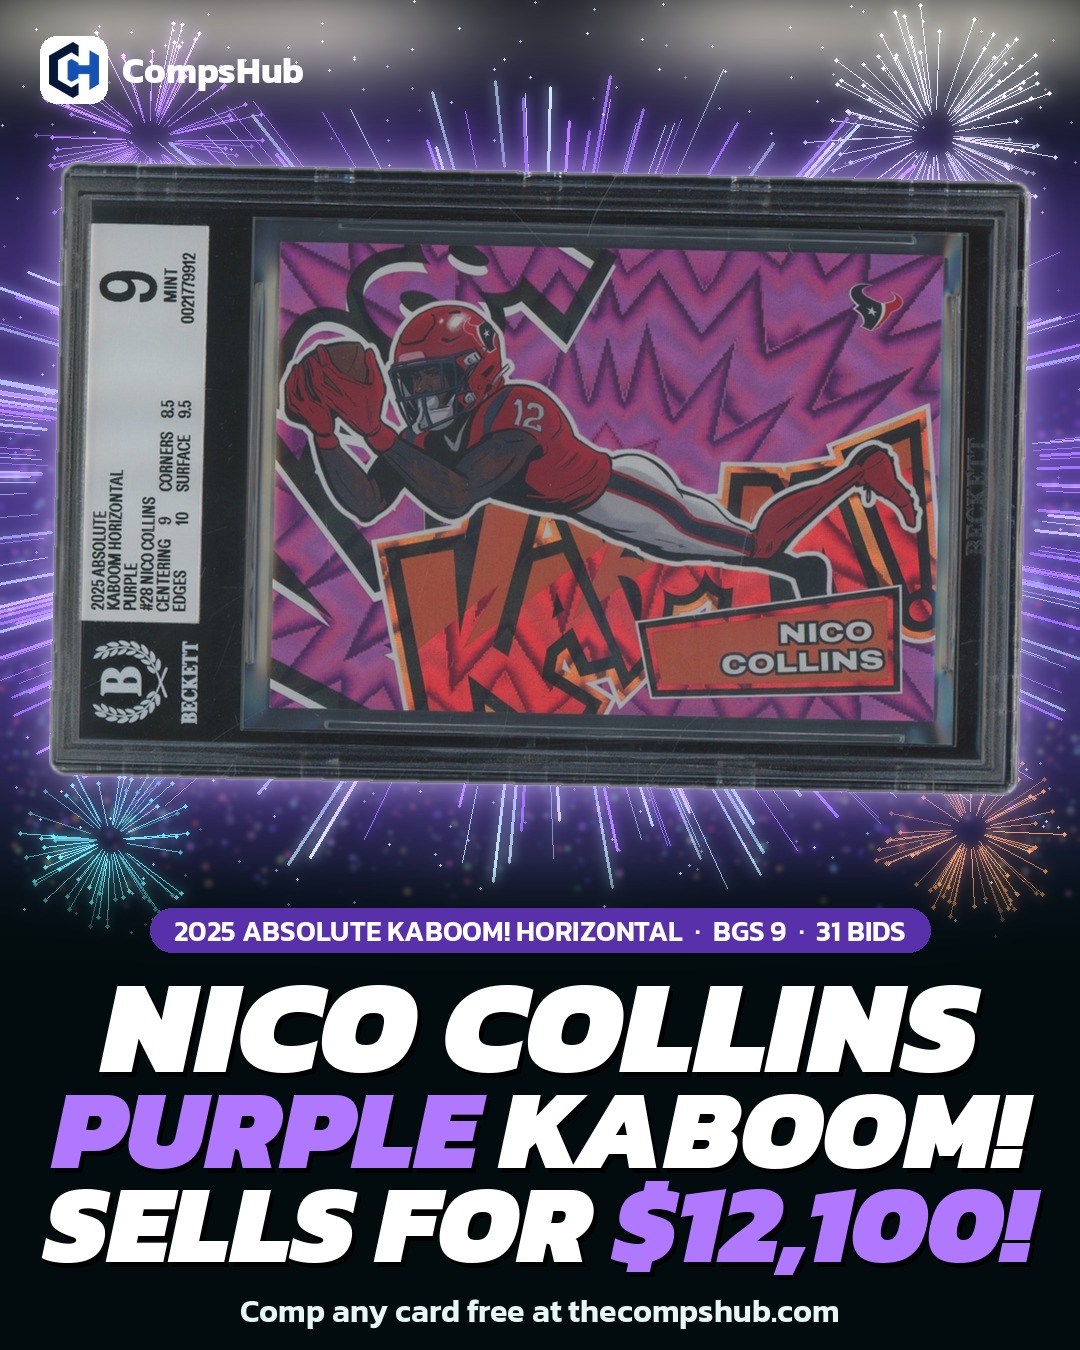 CompsHub
2025 ABSOLUTE
KABOOM HORIZONTAL
PURPLE
#28 NICO COLLINS
CENTERING 9 CORNERS 8.5
EDGES 10 SURFACE 9.5
9
MINT
0021779912
B
BECKETT
12
KABOOM!
NICO
COLLINS
BECKETT
2025 ABSOLUTE KABOOM! HORIZONTAL · BGS 9 · 31 BIDS
NICO COLLINS
PURPLE KABOOM!
SELLS FOR $12,100!
Comp any card free at thecompshub.com